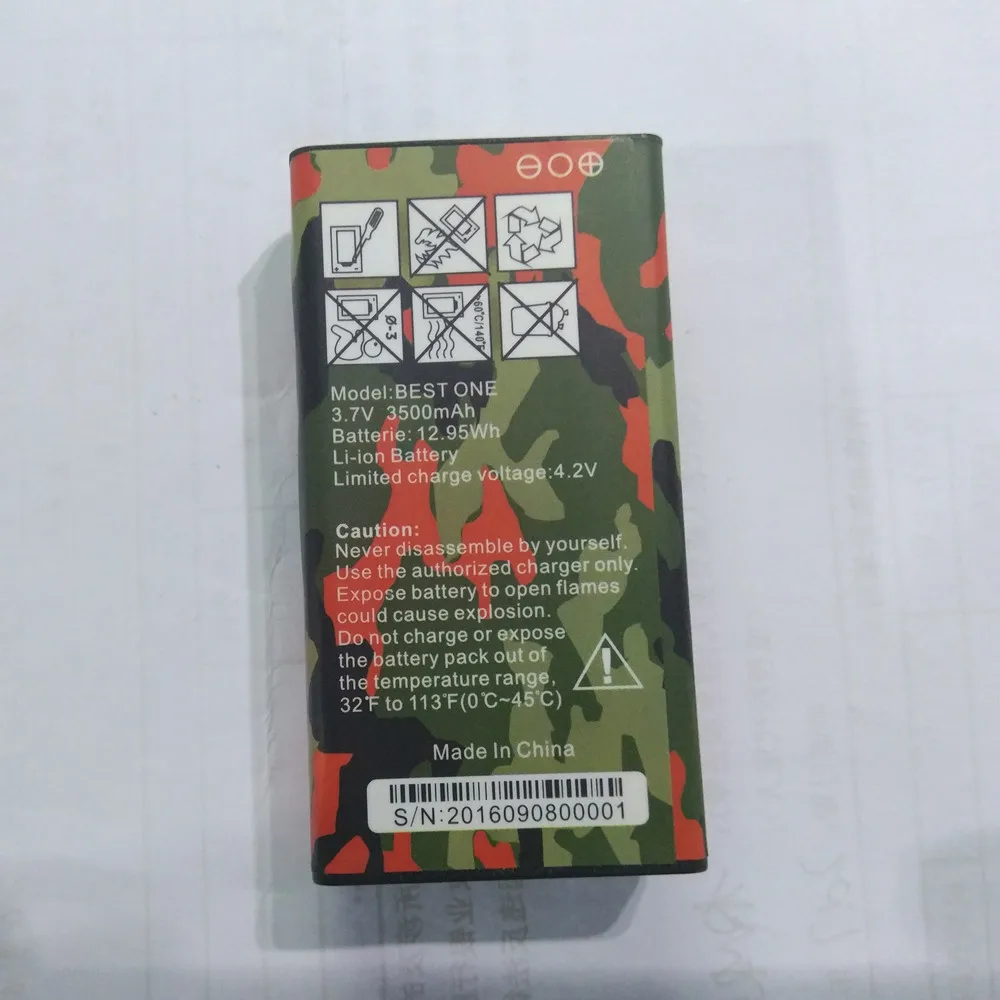 Ø-3
60°C/140°F
Model:BEST ONE
3.7V 3500mAh
Batterie: 12.95Wh
Li-ion Battery
Limited charge voltage:4.2V
Caution:
Never disassemble by yourself.
Use the authorized charger only.
Expose battery to open flames
could cause explosion.
Do not charge or expose
the battery pack out of
the temperature range,
32°F to 113°F(0°C~45°C)
Made In China
S/N:2016090800001